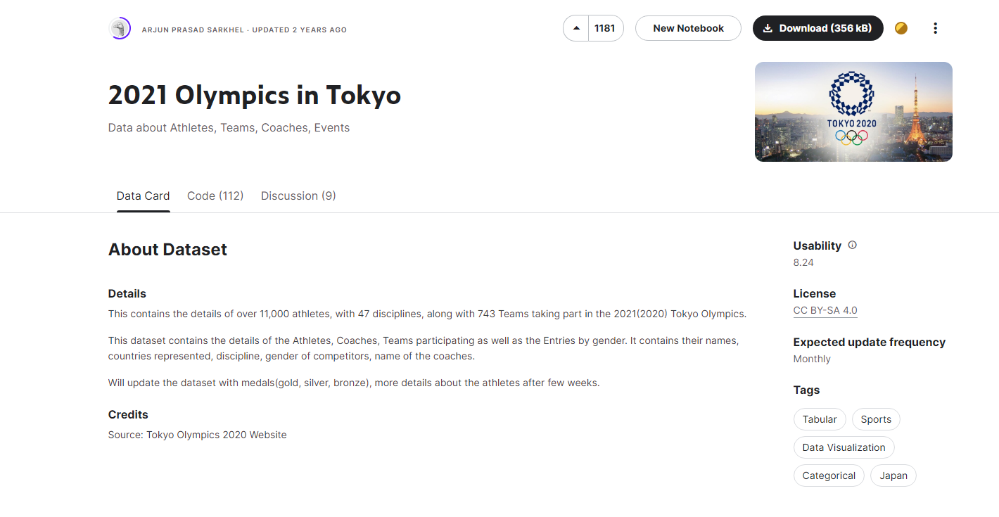 ARJUN PRASAD SARKHEL · UPDATED 2 YEARS AGO
1181
New Notebook
Download (356 kB)
2021 Olympics in Tokyo
Data about Athletes, Teams, Coaches, Events
TOKYO 2020
Data Card
Code (112)
Discussion (9)
About Dataset
Details
This contains the details of over 11,000 athletes, with 47 disciplines, along with 743 Teams taking part in the 2021(2020) Tokyo Olympics.
This dataset contains the details of the Athletes, Coaches, Teams participating as well as the Entries by gender. It contains their names,
countries represented, discipline, gender of competitors, name of the coaches.
Will update the dataset with medals(gold, silver, bronze), more details about the athletes after few weeks.
Credits
Source: Tokyo Olympics 2020 Website
Usability
8.24
License
CC BY-SA 4.0
Expected update frequency
Monthly
Tags
Tabular
Sports
Data Visualization
Categorical
Japan